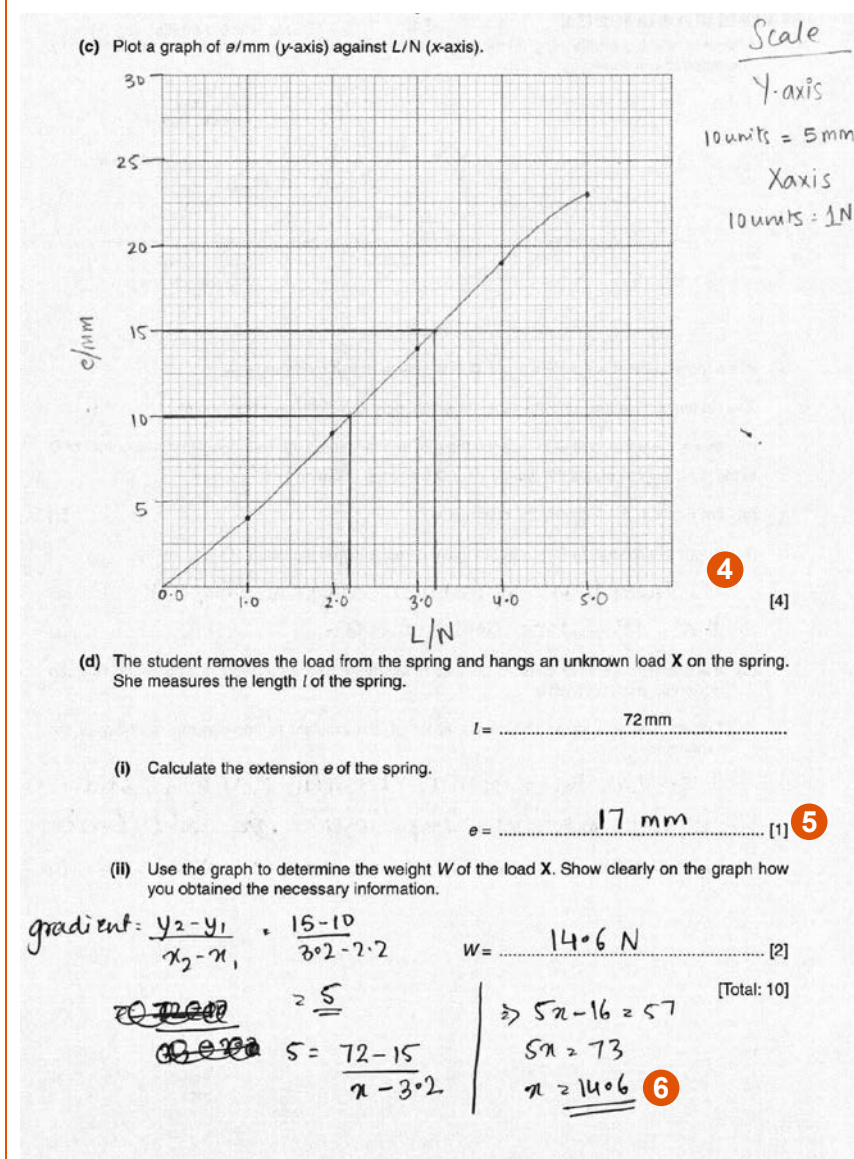 (c) Plot a graph of e/mm (y-axis) against L/N (x-axis).
Scale
Y-axis
10 units = 5mm
X axis
10 units = 1N
30
25
20
15
10
5
e/mm
0.0 1.0 2.0 3.0 4.0 5.0
L/N
4
[4]
(d) The student removes the load from the spring and hangs an unknown load X on the spring.
She measures the length l of the spring.
l = 72 mm
(i) Calculate the extension e of the spring.
e = 17 mm [1] 5
(ii) Use the graph to determine the weight W of the load X. Show clearly on the graph how
you obtained the necessary information.
gradient = y2-y1 / x2-x1 = 15-10 / 3.2-2.2
= 5
5 = 72-15 / x-3.2
W = 14.6 N [2]
[Total: 10]
⇒ 5x-16 = 57
5x = 73
x = 14.6 6